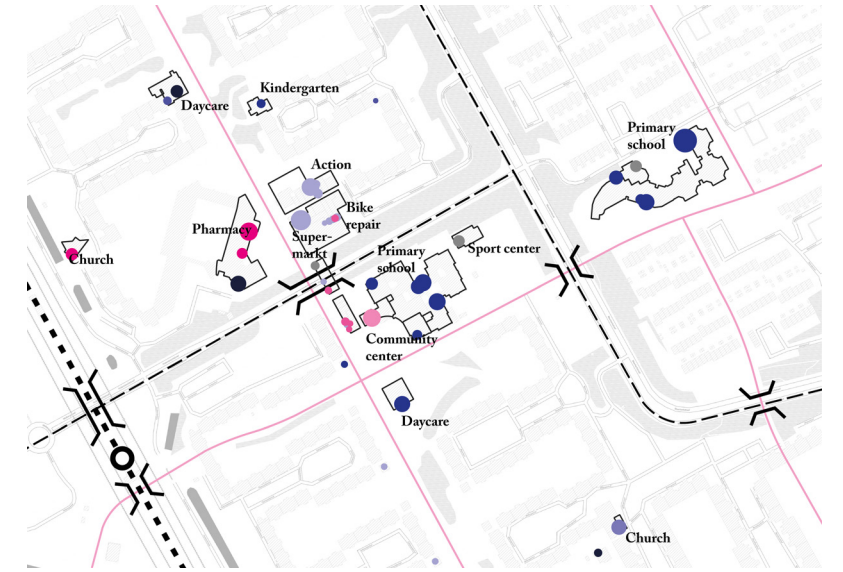 Kindergarten
Daycare
Primary
school
Action
Bike
repair
Pharmacy
Super-
markt
Church
Primary
school
Sport center
Community
center
Daycare
Church